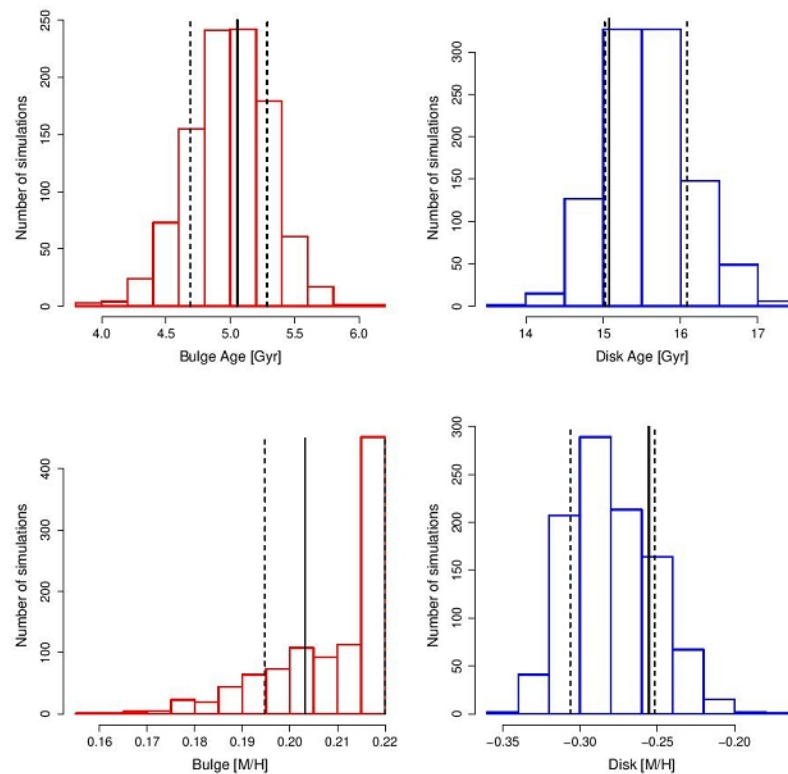 Number of simulations
0 50 100 150 200 250
4.0 4.5 5.0 5.5 6.0
Bulge Age [Gyr]
Number of simulations
0 50 100 150 200 250 300
14 15 16 17
Disk Age [Gyr]
Number of simulations
0 100 200 300 400
0.16 0.17 0.18 0.19 0.20 0.21 0.22
Bulge [M/H]
Number of simulations
0 50 100 150 200 250 300
−0.35 −0.30 −0.25 −0.20
Disk [M/H]